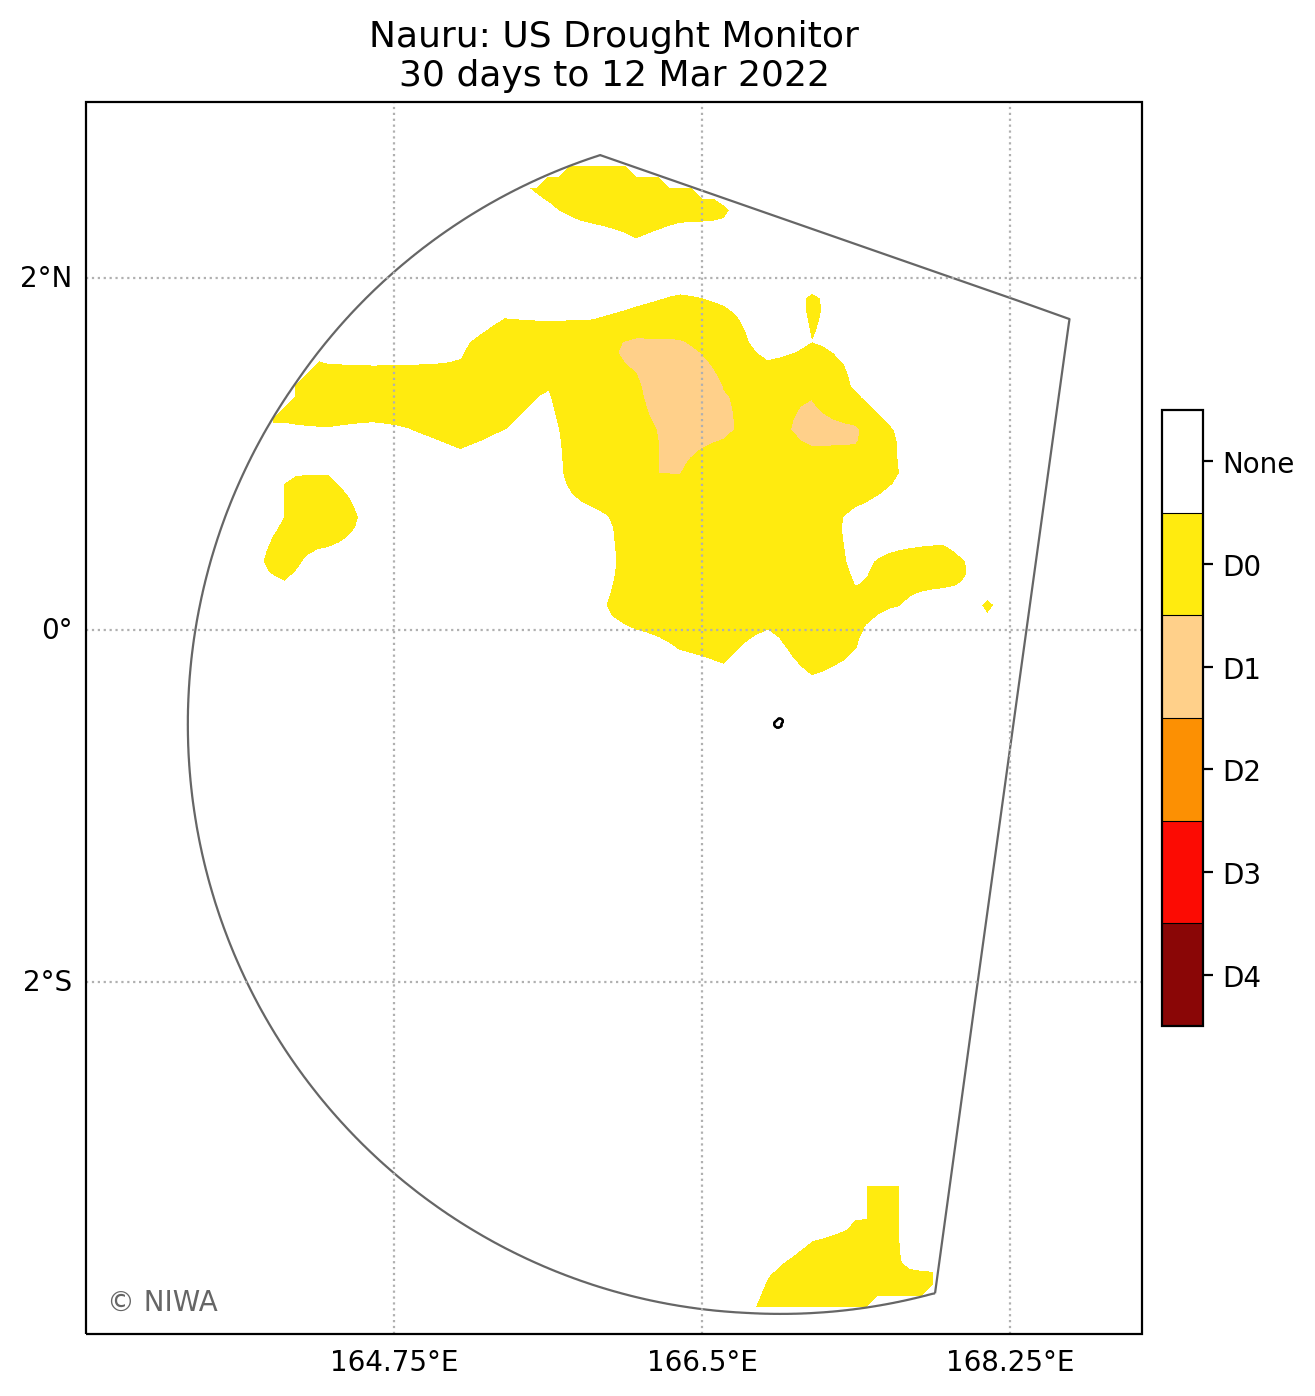 Nauru: US Drought Monitor
30 days to 12 Mar 2022
2°N
0°
2°S
164.75°E
166.5°E
168.25°E
None
D0
D1
D2
D3
D4
© NIWA